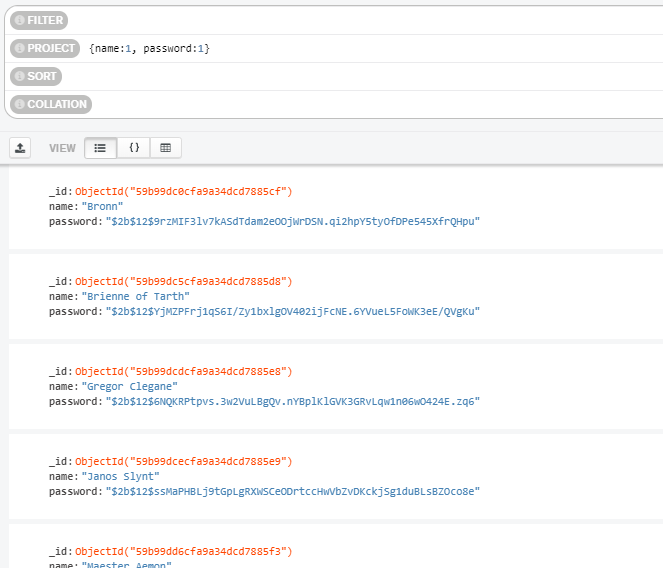 FILTER
PROJECT {name:1, password:1}
SORT
COLLATION
VIEW {}
_id: ObjectId("59b99dc0cfa9a34dcd7885cf")
name: "Bronn"
password: "$2b$12$9rzMIF3lv7kASdTdam2eOOjWrDSN.qi2hpY5tyOfDPe545XfrQHpu"
_id: ObjectId("59b99dc5cfa9a34dcd7885d8")
name: "Brienne of Tarth"
password: "$2b$12$YjMZPFrj1qS6I/Zy1bxlgOV402ijFcNE.6YVueL5FoWK3eE/QVgKu"
_id: ObjectId("59b99dcdcfa9a34dcd7885e8")
name: "Gregor Clegane"
password: "$2b$12$6NQKRPtpvs.3w2VuLBgQv.nYBplKlGVK3GRvLqw1n06wO424E.zq6"
_id: ObjectId("59b99dcecfa9a34dcd7885e9")
name: "Janos Slynt"
password: "$2b$12$ssMaPHBLj9tGpLgRXWSCeODrtccHwVbZvDKckjSg1duBLsBZOco8e"
_id: ObjectId("59b99dd6cfa9a34dcd7885f3")
name: "Maester Aemon"